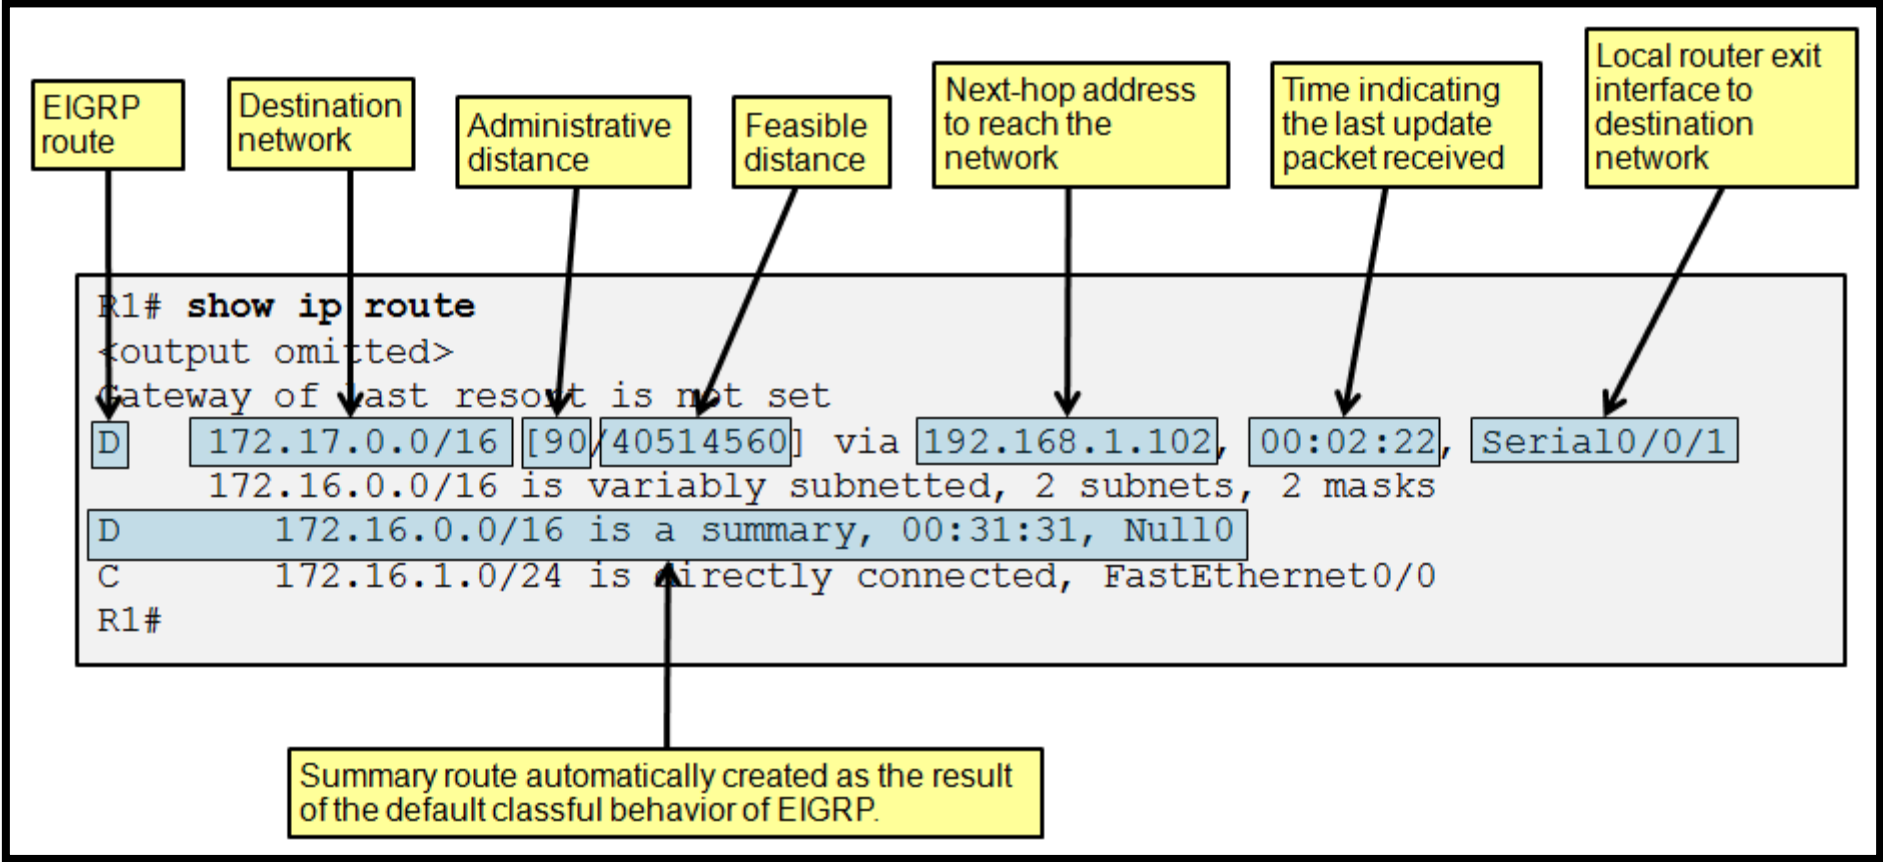 EIGRP
route
Destination
network
Administrative
distance
Feasible
distance
Next-hop address
to reach the
network
Time indicating
the last update
packet received
Local router exit
interface to
destination
network
R1# show ip route
<output omitted>
Gateway of last resort is not set
D 172.17.0.0/16 [90/40514560] via 192.168.1.102, 00:02:22, Serial0/0/1
172.16.0.0/16 is variably subnetted, 2 subnets, 2 masks
D 172.16.0.0/16 is a summary, 00:31:31, Null0
C 172.16.1.0/24 is directly connected, FastEthernet0/0
R1#
Summary route automatically created as the result
of the default classful behavior of EIGRP.